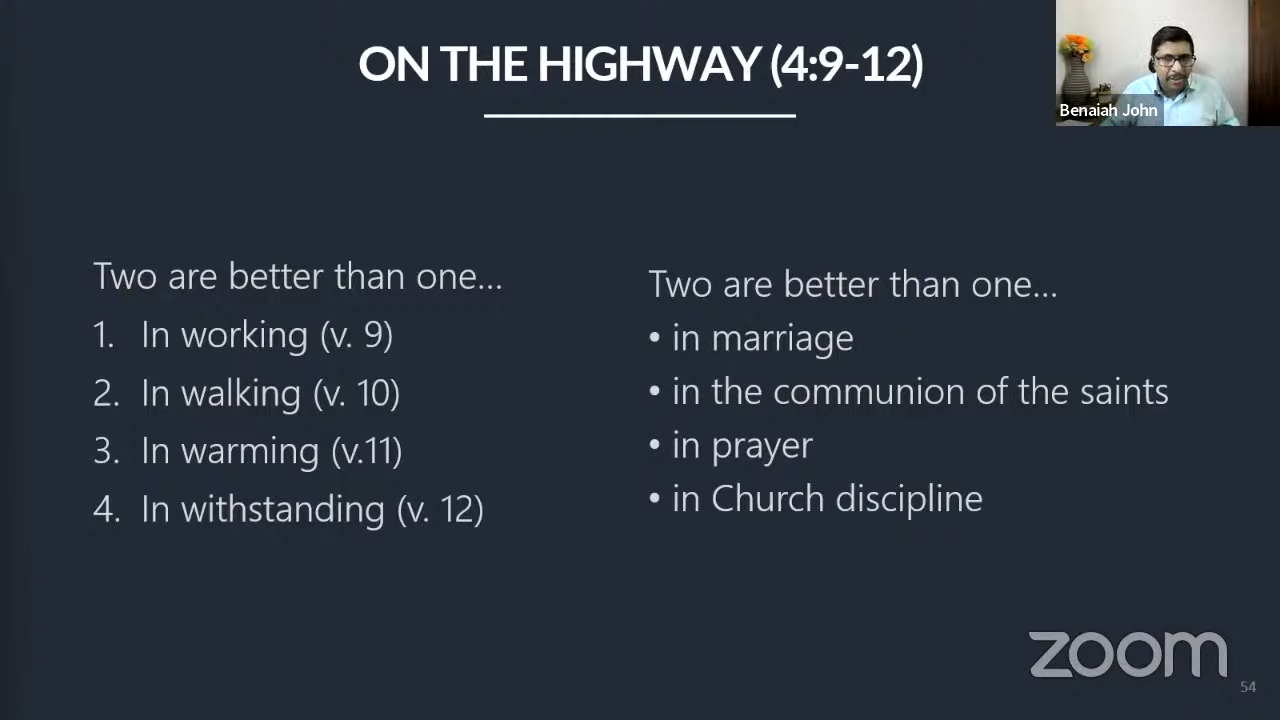 ON THE HIGHWAY (4:9-12)
Benaiah John
Two are better than one...
1. In working (v. 9)
2. In walking (v. 10)
3. In warming (v.11)
4. In withstanding (v. 12)
Two are better than one...
• in marriage
• in the communion of the saints
• in prayer
• in Church discipline
zoom
54